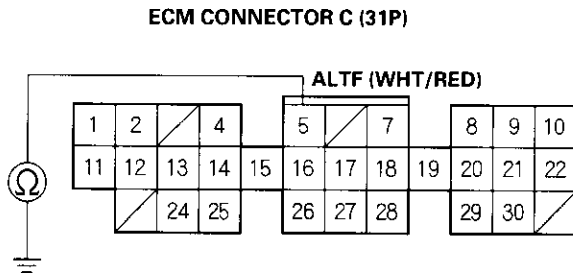 ECM CONNECTOR C (31P)
ALTF (WHT/RED)
1 2 4 5 7 8 9 10
11 12 13 14 15 16 17 18 19 20 21 22
24 25 26 27 28 29 30
Ω